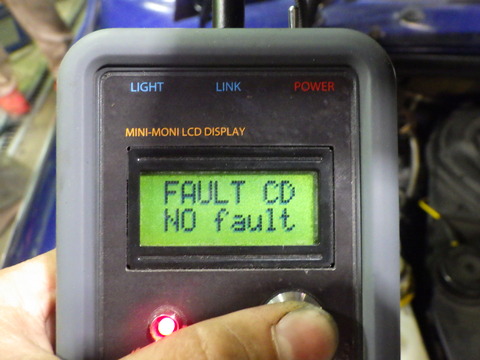 LIGHT LINK POWER
MINI-MONI LCD DISPLAY
FAULT CD
NO fault